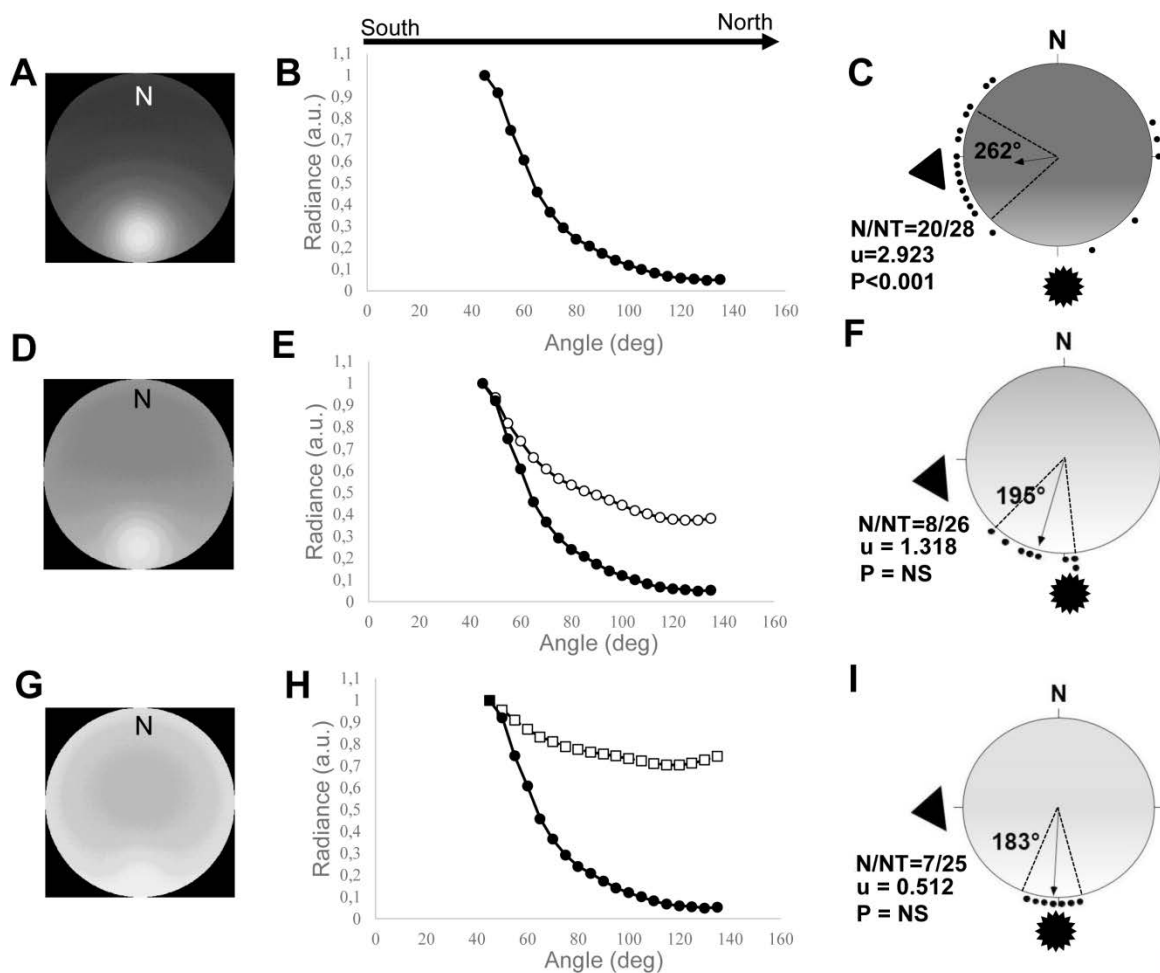 South
North
A
N
B
1,1
1
0,9
0,8
0,7
0,6
0,5
0,4
0,3
0,2
0,1
0
Radiance (a.u.)
0 20 40 60 80 100 120 140 160
Angle (deg)
C
N
262°
N/NT=20/28
u=2.923
P<0.001
D
N
E
1,1
1
0,9
0,8
0,7
0,6
0,5
0,4
0,3
0,2
0,1
0
Radiance (a.u.)
0 20 40 60 80 100 120 140 160
Angle (deg)
F
N
195°
N/NT=8/26
u = 1.318
P = NS
G
N
H
1,1
1
0,9
0,8
0,7
0,6
0,5
0,4
0,3
0,2
0,1
0
Radiance (a.u.)
0 20 40 60 80 100 120 140 160
Angle (deg)
I
N
183°
N/NT=7/25
u = 0.512
P = NS